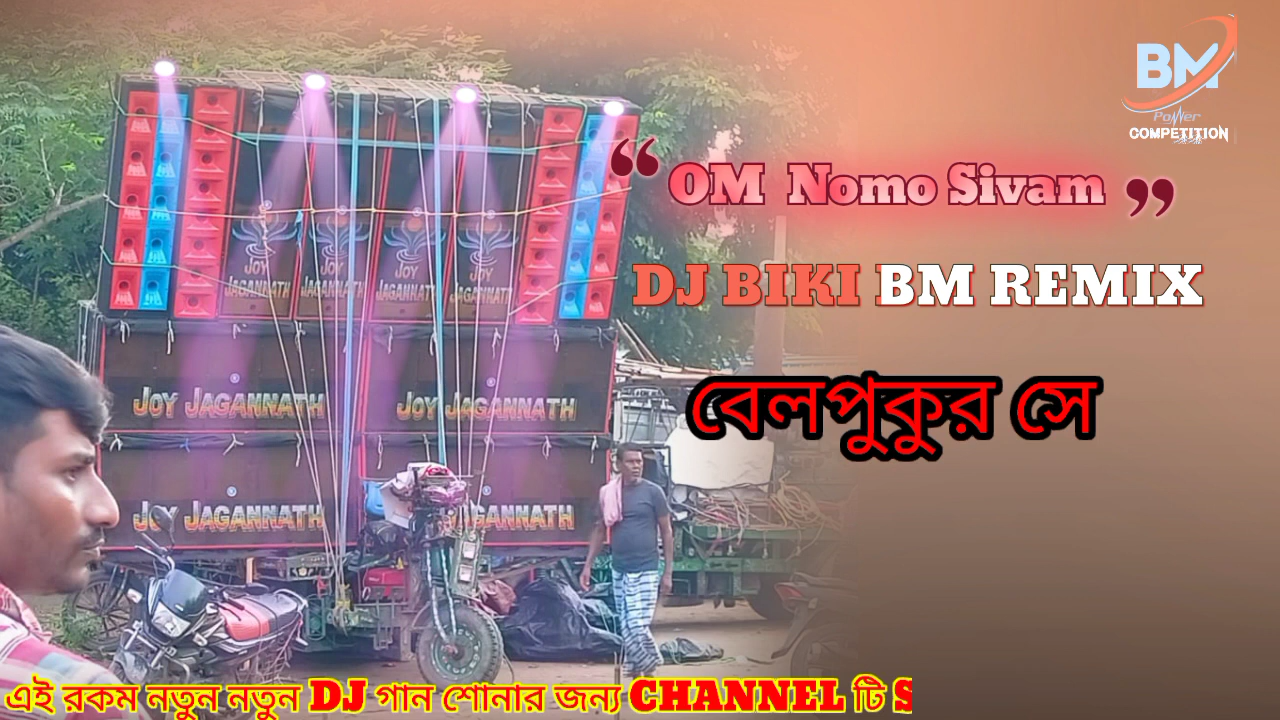 BM
Power
COMPETITION
“ OM Nomo Sivam ”
DJ BIKI BM REMIX
বেলপুকুর সে
JOY JAGANNATH
JOY JAGANNATH
JOY JAGANNATH
JAGANNATH
JOY JAGANNATH
JOY JAGANNATH
JOY JAGANNATH
JAGANNATH
এই রকম নতুন নতুন DJ গান শোনার জন্য CHANNEL টি S